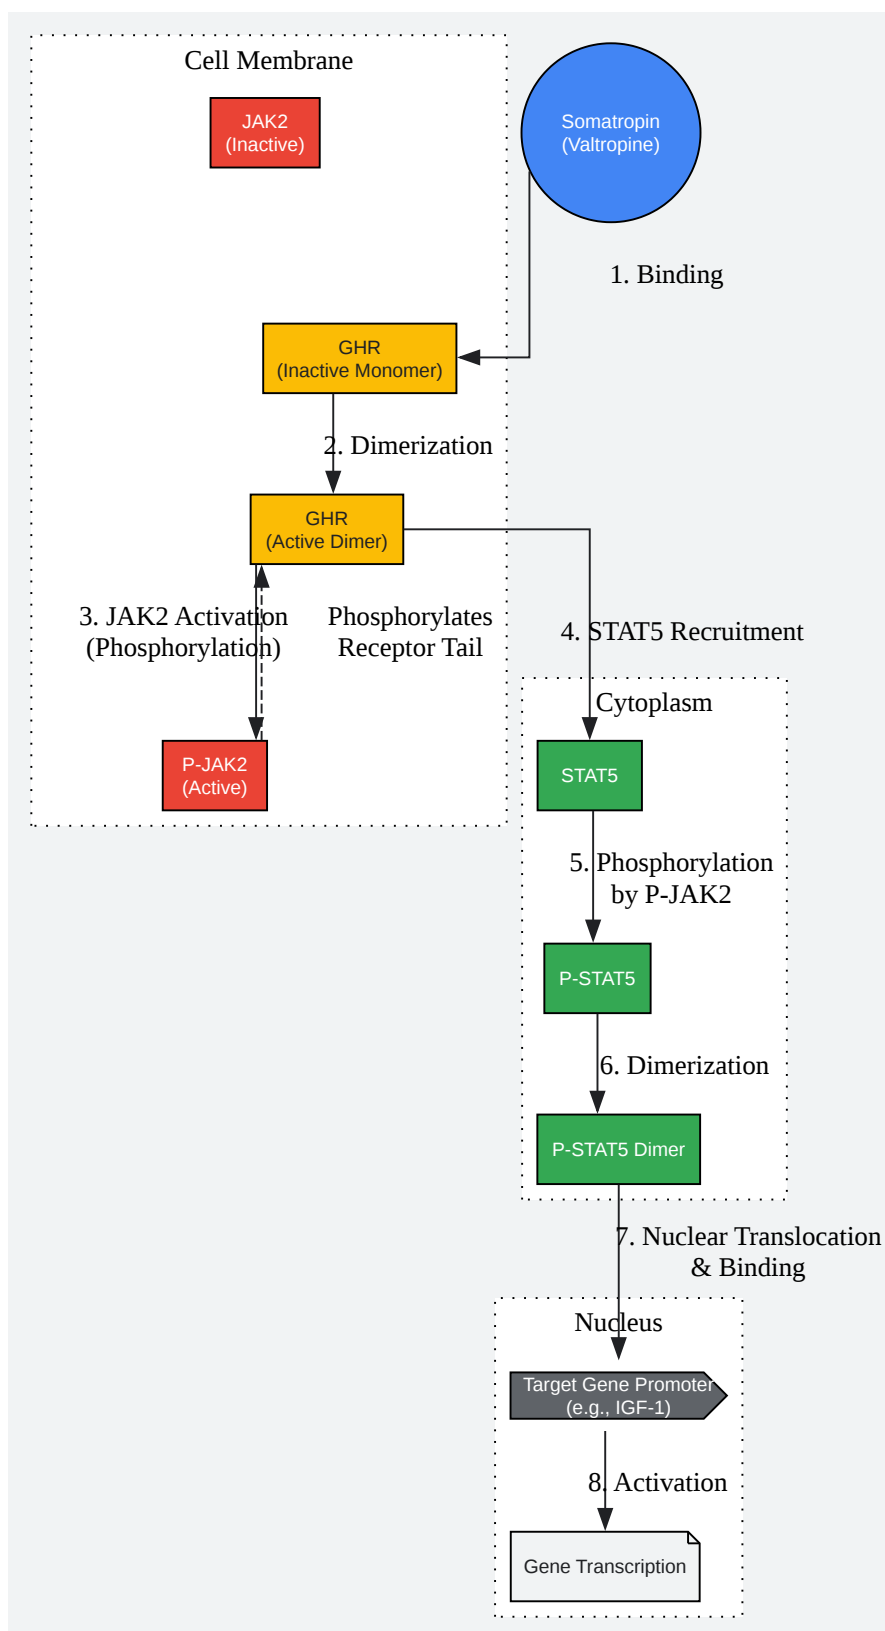 Cell Membrane
JAK2
(Inactive)
Somatropin
(Valtropine)
1. Binding
GHR
(Inactive Monomer)
2. Dimerization
GHR
(Active Dimer)
3. JAK2 Activation
(Phosphorylation)
Phosphorylates
Receptor Tail
4. STAT5 Recruitment
Cytoplasm
P-JAK2
(Active)
STAT5
5. Phosphorylation
by P-JAK2
P-STAT5
6. Dimerization
P-STAT5 Dimer
7. Nuclear Translocation
& Binding
Nucleus
Target Gene Promoter
(e.g., IGF-1)
8. Activation
Gene Transcription